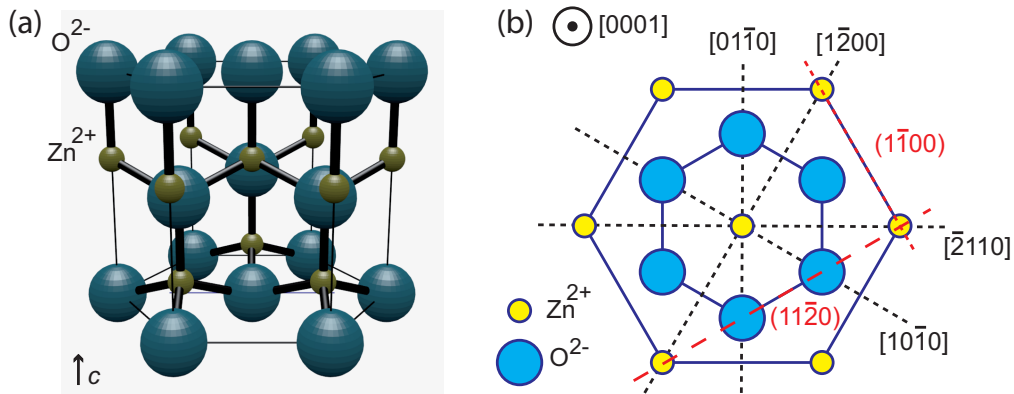 (a)
O²⁻
Zn²⁺
c
(b)
[0001]
[011̅0]
[12̅00]
(11̅00)
[2̅110]
(112̅0)
[101̅0]
Zn²⁺
O²⁻